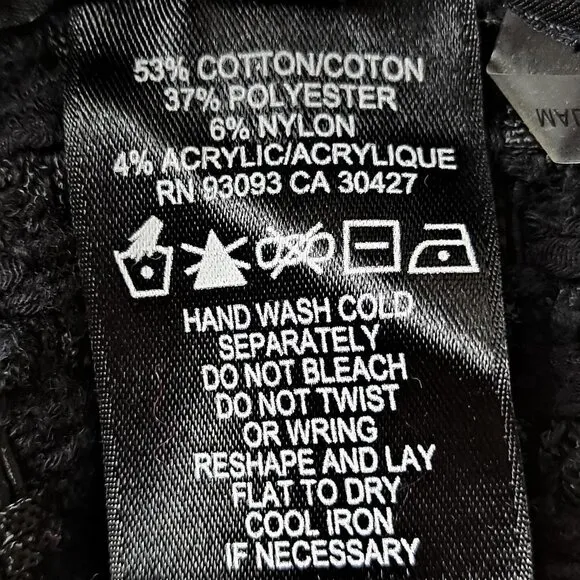 53% COTTON/COTON
37% POLYESTER
6% NYLON
4% ACRYLIC/ACRYLIQUE
RN 93093 CA 30427
HAND WASH COLD
SEPARATELY
DO NOT BLEACH
DO NOT TWIST
OR WRING
RESHAPE AND LAY
FLAT TO DRY
COOL IRON
IF NECESSARY